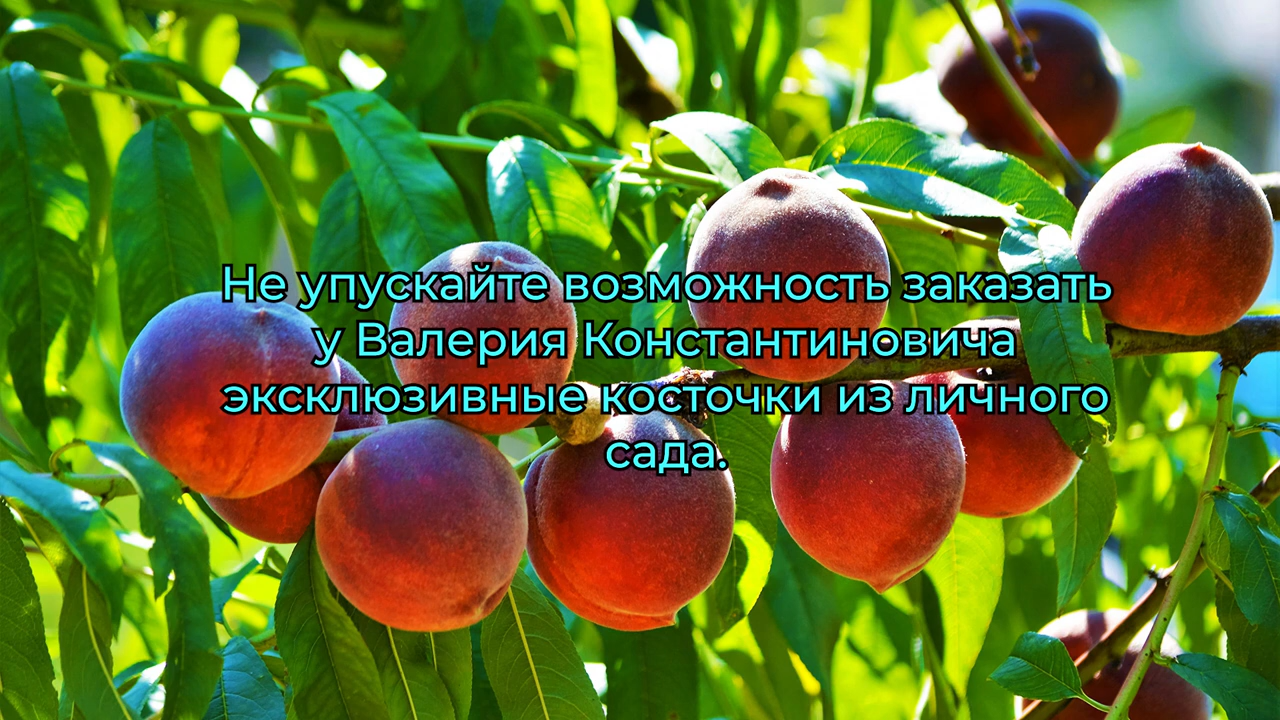 Не упускайте возможность заказать
у Валерия Константиновича
эксклюзивные косточки из личного
сада.